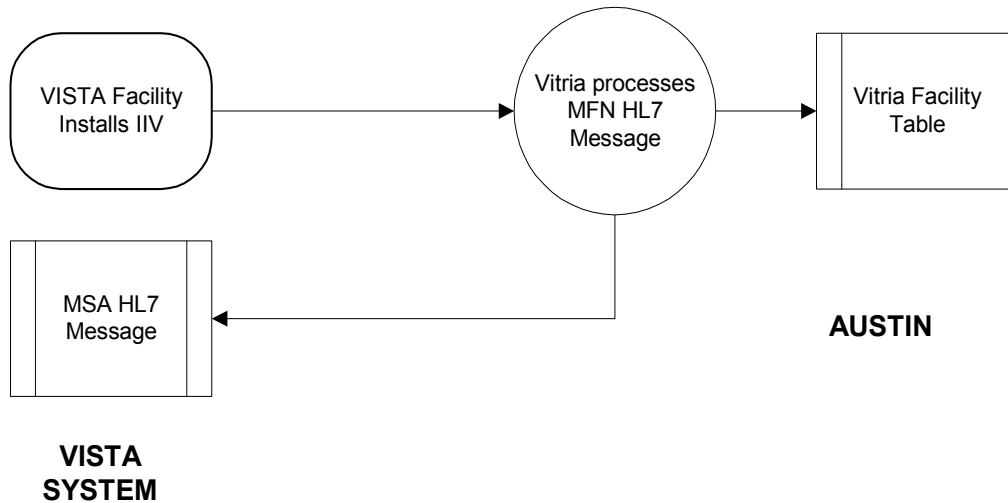 VISTA Facility
Installs IIV
Vitria processes
MFN HL7
Message
Vitria Facility
Table
MSA HL7
Message
AUSTIN
VISTA
SYSTEM